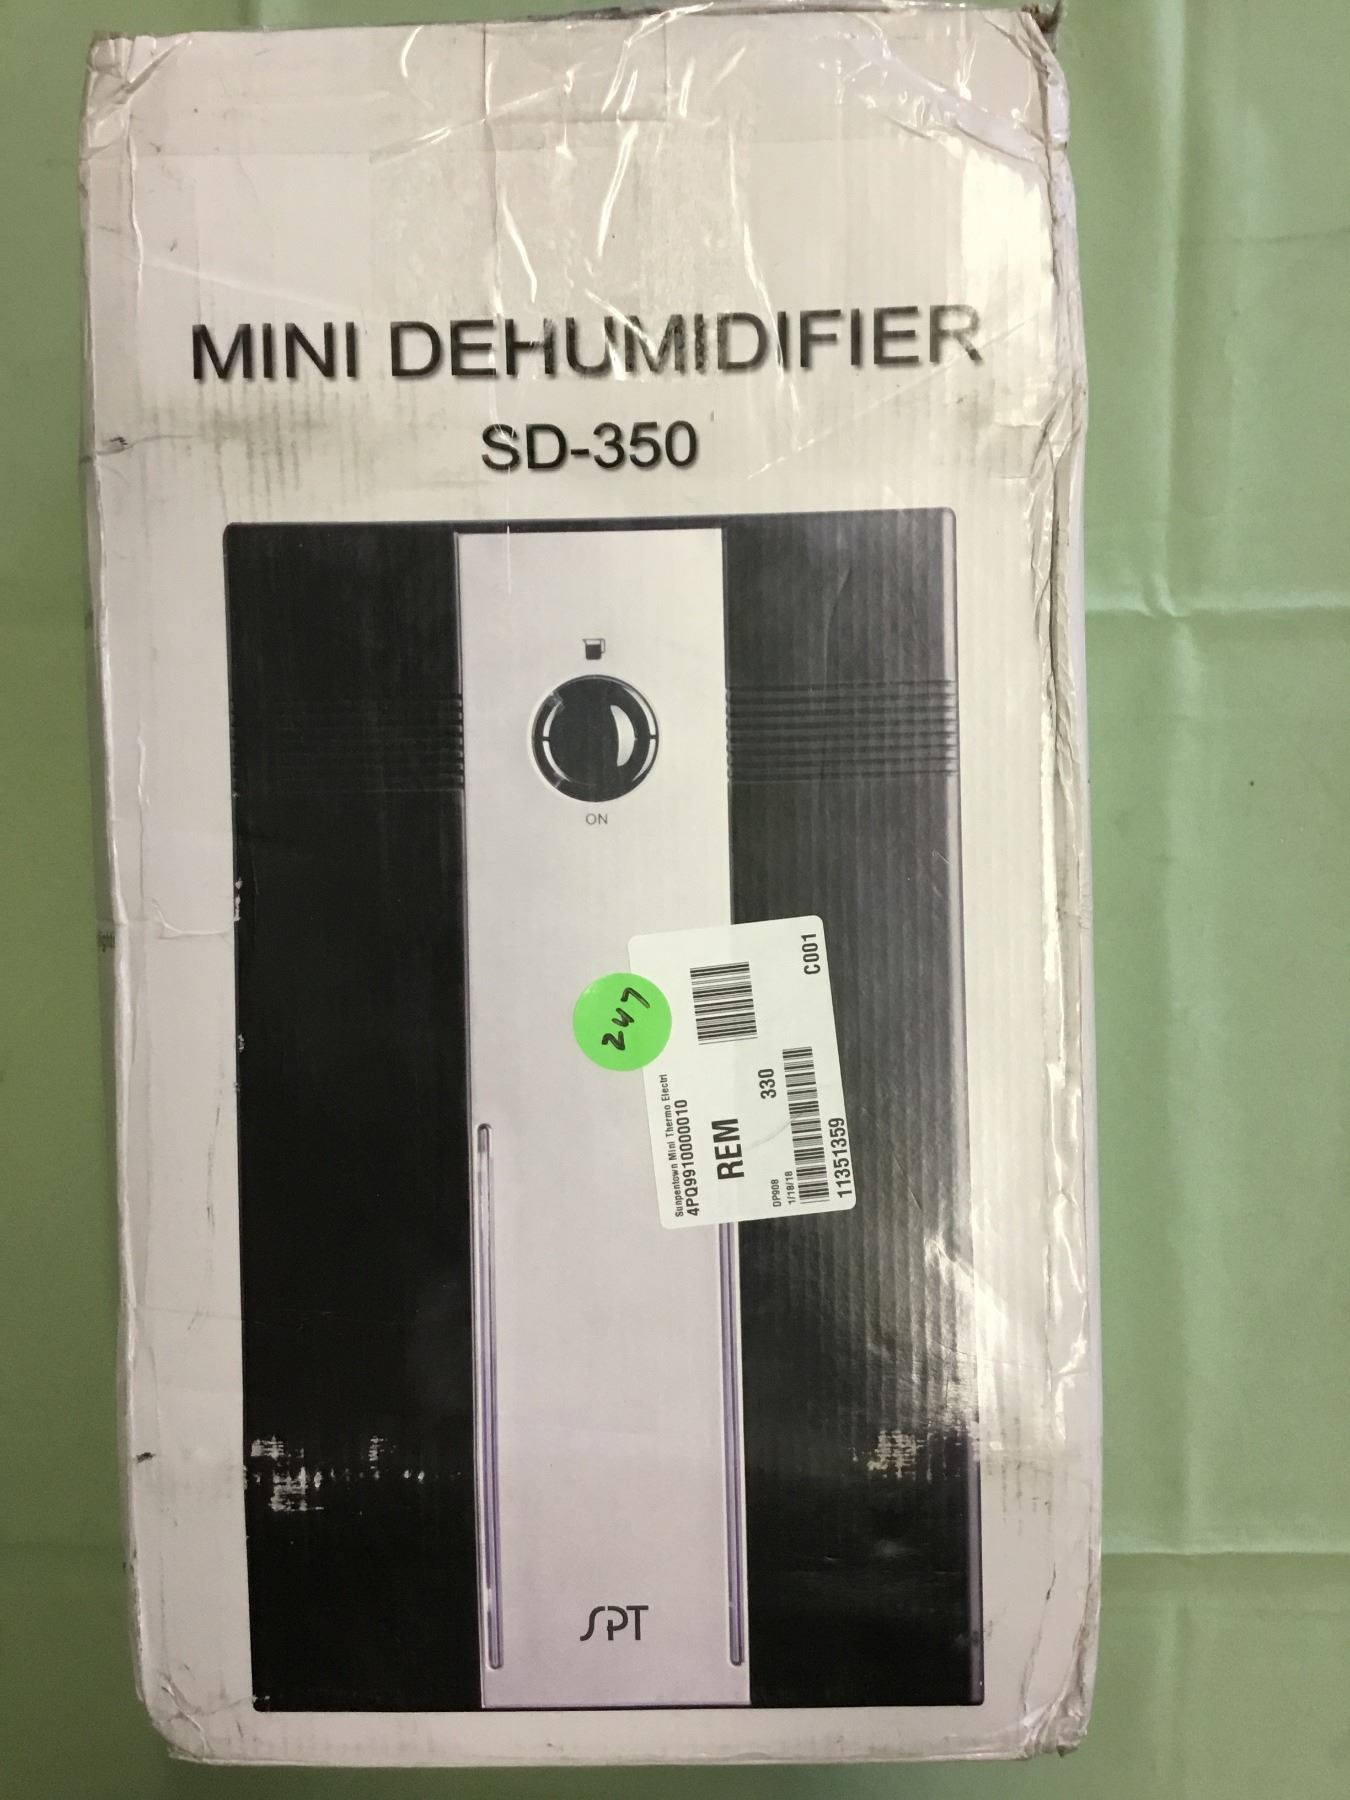 MINI DEHUMIDIFIER
SD-350
ON
247
Sunpentown Mini Thermo Electri
4PQ9910000010
REM
330
C001
DP908
1/18/18
11351359
SPT